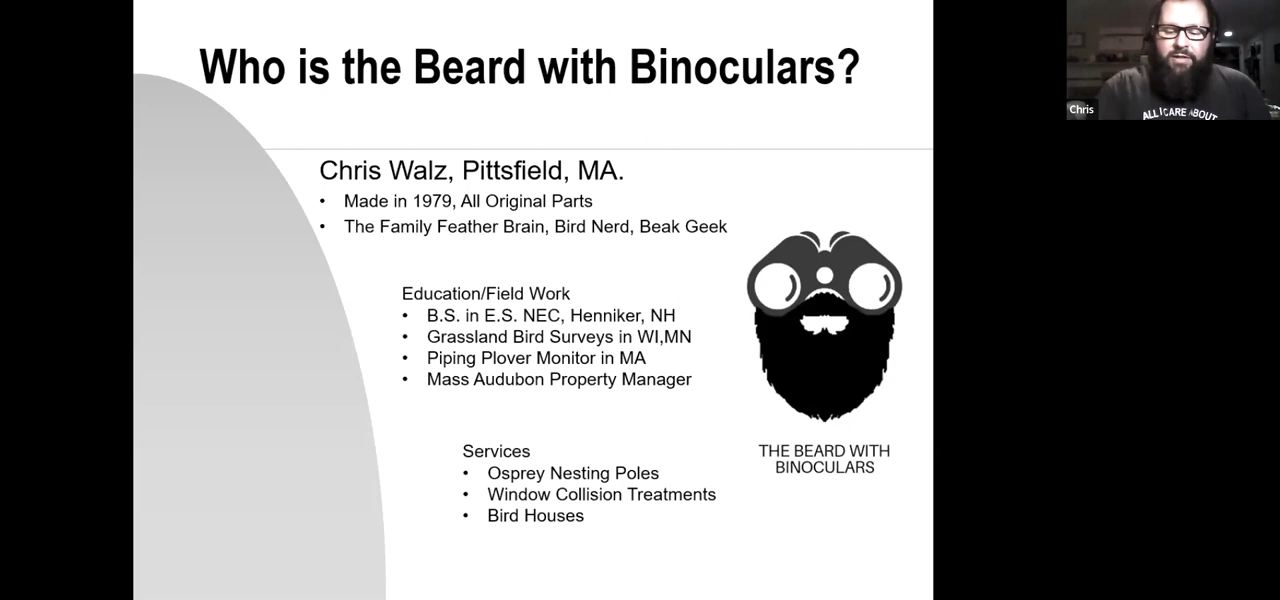 Who is the Beard with Binoculars?
Chris Walz, Pittsfield, MA.
• Made in 1979, All Original Parts
• The Family Feather Brain, Bird Nerd, Beak Geek
Education/Field Work
• B.S. in E.S. NEC, Henniker, NH
• Grassland Bird Surveys in WI,MN
• Piping Plover Monitor in MA
• Mass Audubon Property Manager
Services
• Osprey Nesting Poles
• Window Collision Treatments
• Bird Houses
THE BEARD WITH
BINOCULARS
Chris
ALL I CARE ABOUT